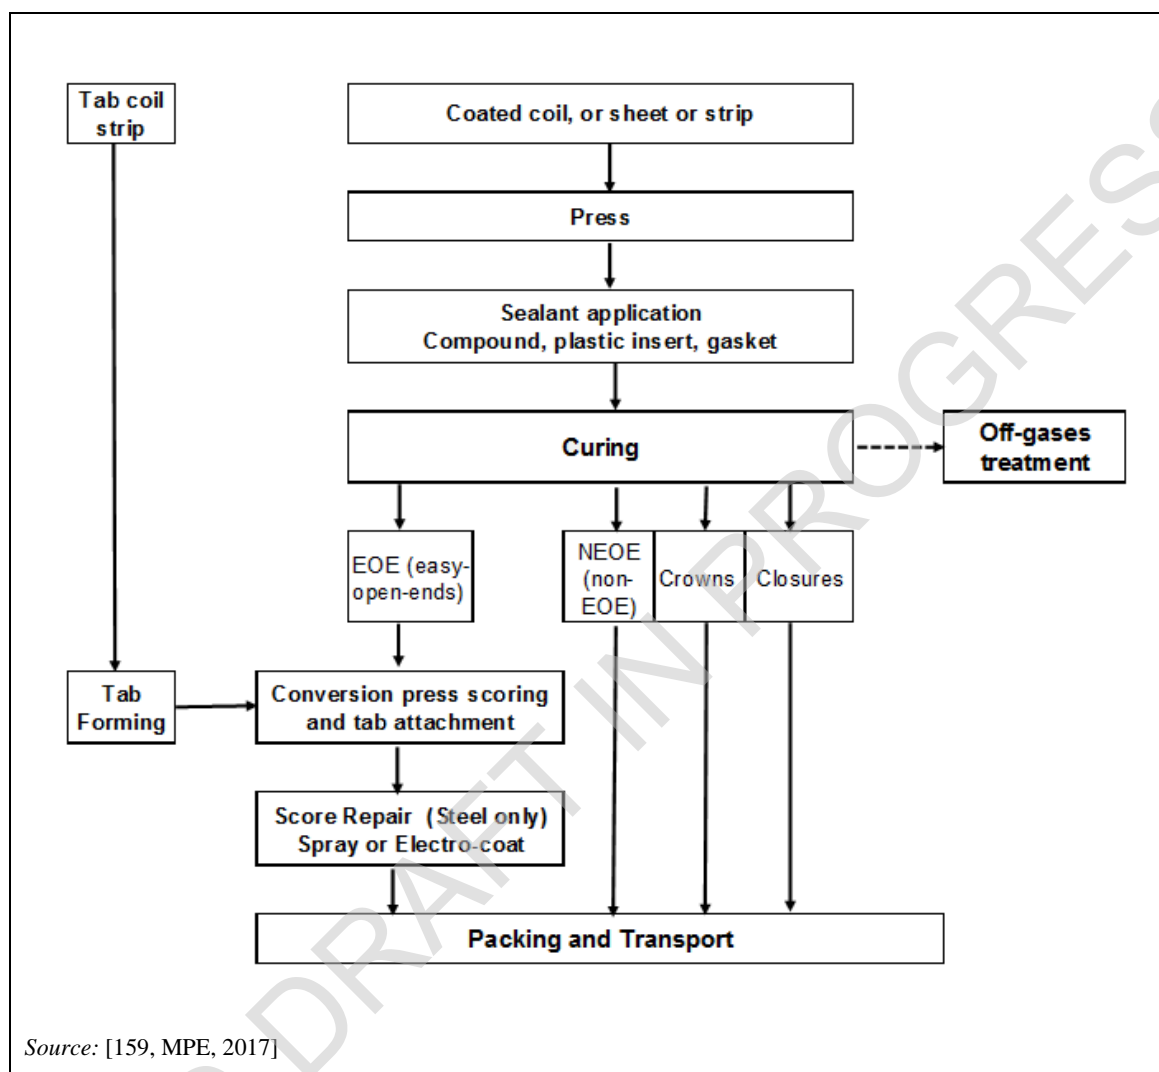 Tab coil
strip
Coated coil, or sheet or strip
Press
Sealant application
Compound, plastic insert, gasket
Curing
Off-gases
treatment
EOE (easy-
open-ends)
NEOE
(non-
EOE)
Crowns
Closures
Tab
Forming
Conversion press scoring
and tab attachment
Score Repair (Steel only)
Spray or Electro-coat
Packing and Transport
Source: [159, MPE, 2017]
DRAFT IN PROGRESS